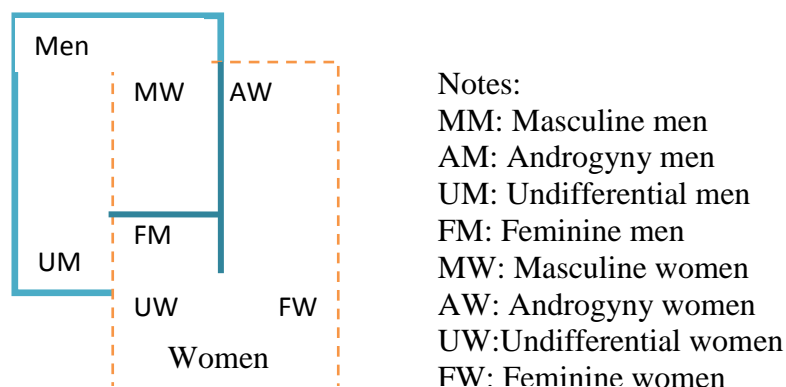 Men
MW AW
FM
UM
UW FW
Women
Notes:
MM: Masculine men
AM: Androgyny men
UM: Undifferential men
FM: Feminine men
MW: Masculine women
AW: Androgyny women
UW:Undifferential women
FW: Feminine women